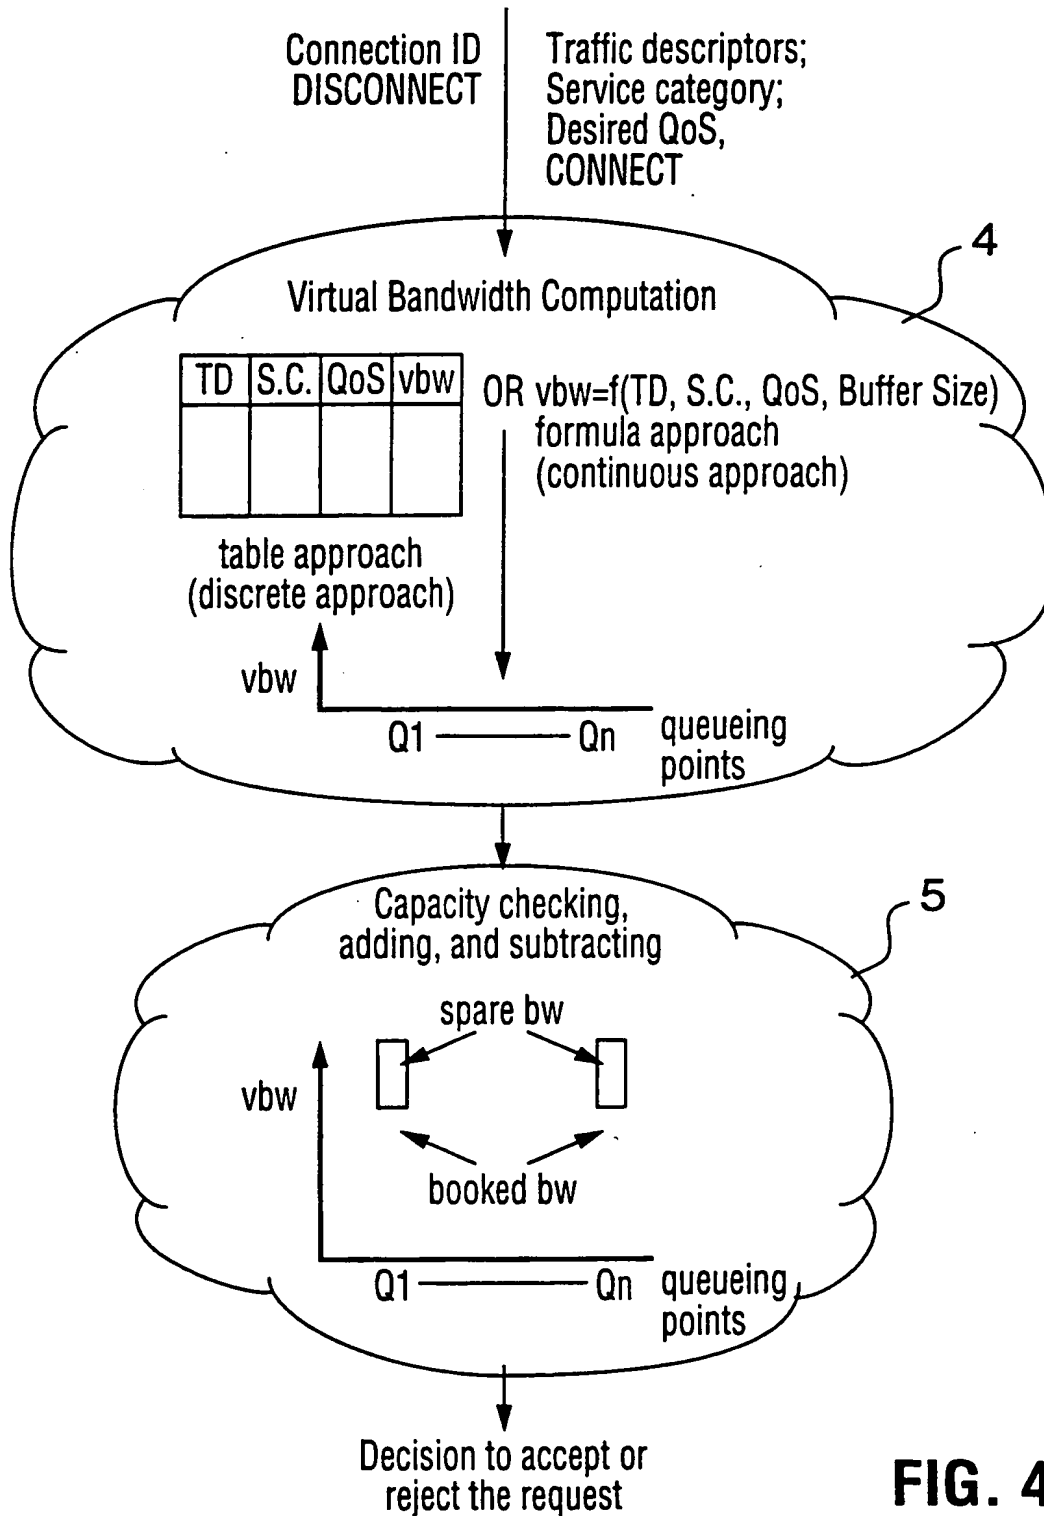 Connection ID
DISCONNECT
Traffic descriptors;
Service category;
Desired QoS,
CONNECT
4
Virtual Bandwidth Computation
TD S.C. QoS vbw
OR vbw=f(TD, S.C., QoS, Buffer Size)
formula approach
(continuous approach)
table approach
(discrete approach)
vbw
Q1 Qn queueing
points
5
Capacity checking,
adding, and subtracting
spare bw
vbw
booked bw
Q1 Qn queueing
points
Decision to accept or
reject the request
FIG. 4